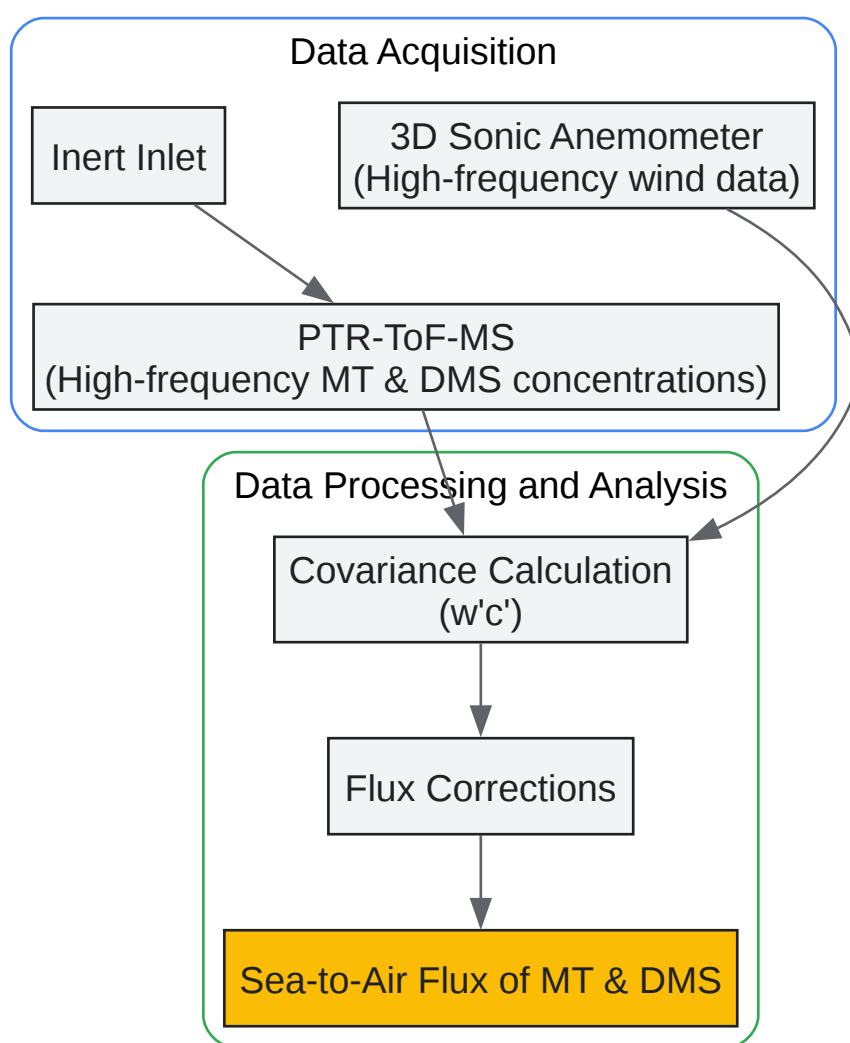 Data Acquisition
Inert Inlet
3D Sonic Anemometer
(High-frequency wind data)
PTR-ToF-MS
(High-frequency MT & DMS concentrations)
Data Processing and Analysis
Covariance Calculation
(w'c')
Flux Corrections
Sea-to-Air Flux of MT & DMS